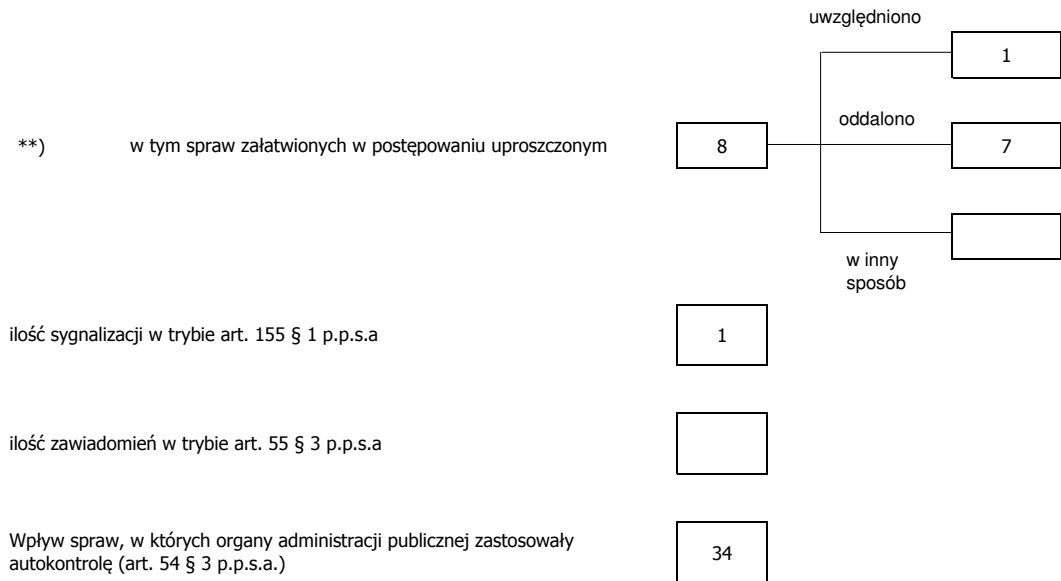 uwzględniono
1
oddalono
**) w tym spraw załatwionych w postępowaniu uproszczonym 8 7
w inny
sposób
ilość sygnalizacji w trybie art. 155 § 1 p.p.s.a 1
ilość zawiadomień w trybie art. 55 § 3 p.p.s.a
Wpływ spraw, w których organy administracji publicznej zastosowały
autokontrolę (art. 54 § 3 p.p.s.a.) 34